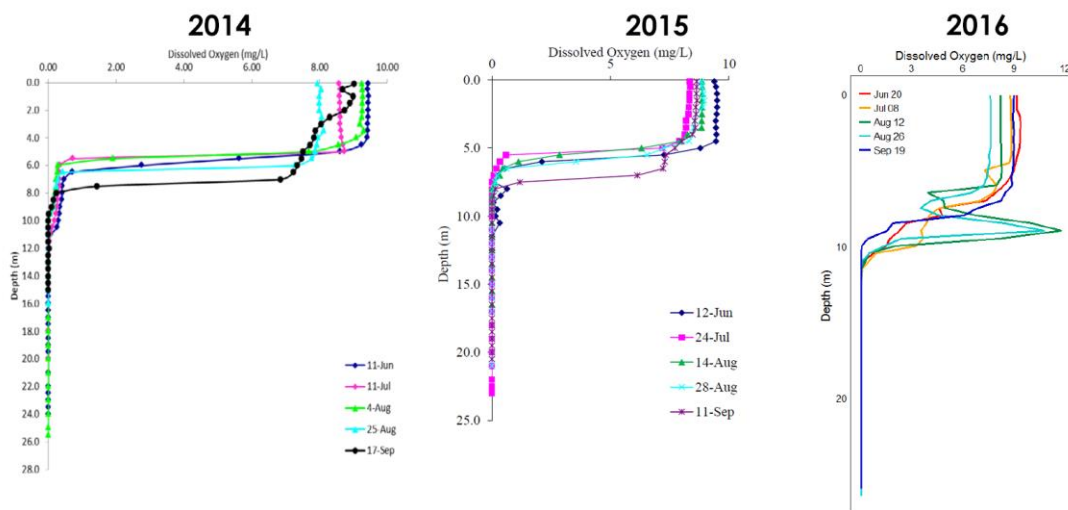 2014
Dissolved Oxygen (mg/L)
0.00 2.00 4.00 6.00 8.00 10.00
0.0
2.0
4.0
6.0
8.0
10.0
12.0
14.0
16.0
18.0
20.0
22.0
24.0
26.0
28.0
Depth (m)
11-Jun
11-Jul
4-Aug
25-Aug
17-Sep
2015
Dissolved Oxygen (mg/L)
0 5 10
0.0
5.0
10.0
15.0
20.0
25.0
Depth (m)
12-Jun
24-Jul
14-Aug
28-Aug
11-Sep
2016
Dissolved Oxygen (mg/L)
0 3 6 9 12
0
10
20
Depth (m)
Jun 20
Jul 08
Aug 12
Aug 26
Sep 19